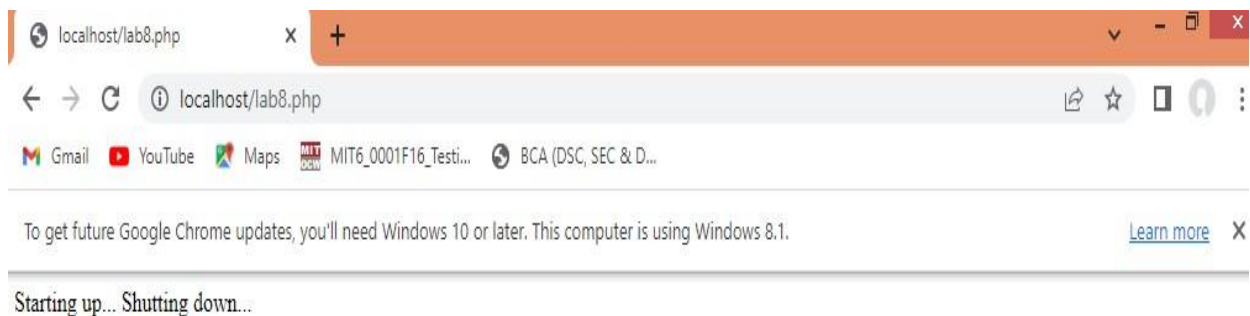 localhost/lab8.php
localhost/lab8.php
Gmail YouTube Maps MIT OCW MIT6_0001F16_Testi... BCA (DSC, SEC & D...
To get future Google Chrome updates, you'll need Windows 10 or later. This computer is using Windows 8.1. Learn more
Starting up... Shutting down...